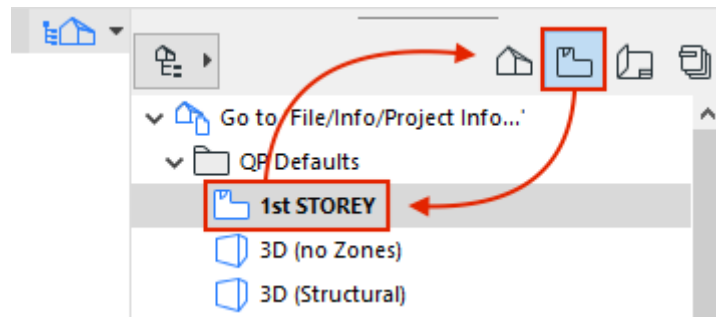 Go to 'File/Info/Project Info...'
QP Defaults
1st STOREY
3D (no Zones)
3D (Structural)